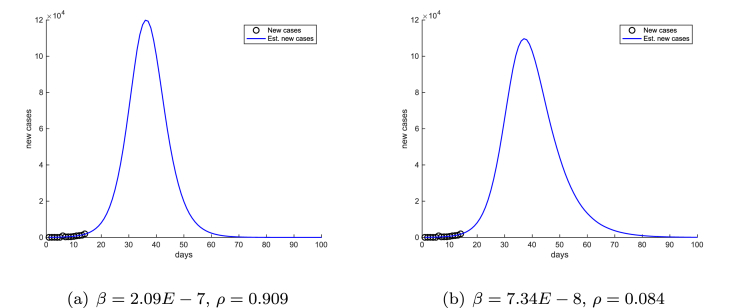 ×10⁴
12
10
8
6
4
2
0
new cases
0 10 20 30 40 50 60 70 80 90 100
days
New cases
Est. new cases
(a) β = 2.09E − 7, ρ = 0.909
×10⁴
12
10
8
6
4
2
0
new cases
0 10 20 30 40 50 60 70 80 90 100
days
New cases
Est. new cases
(b) β = 7.34E − 8, ρ = 0.084